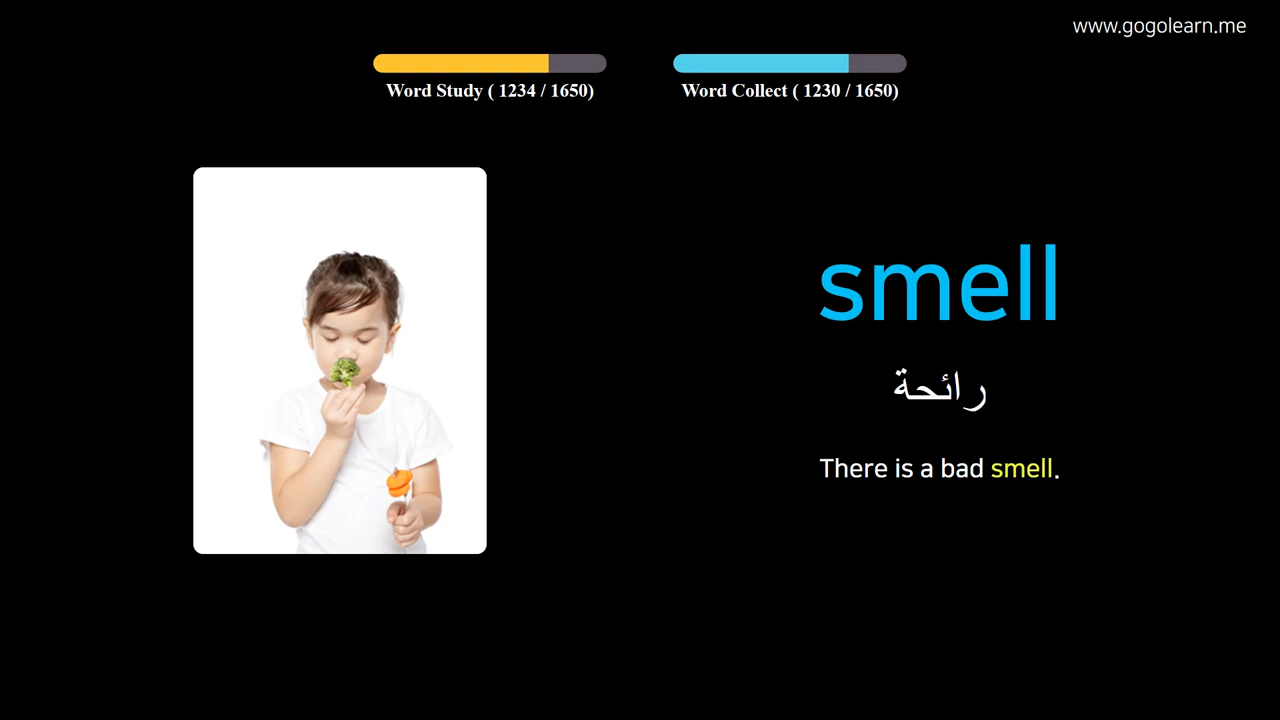 www.gogolearn.me
Word Study ( 1234 / 1650)
Word Collect ( 1230 / 1650)
smell
رائحة
There is a bad smell.